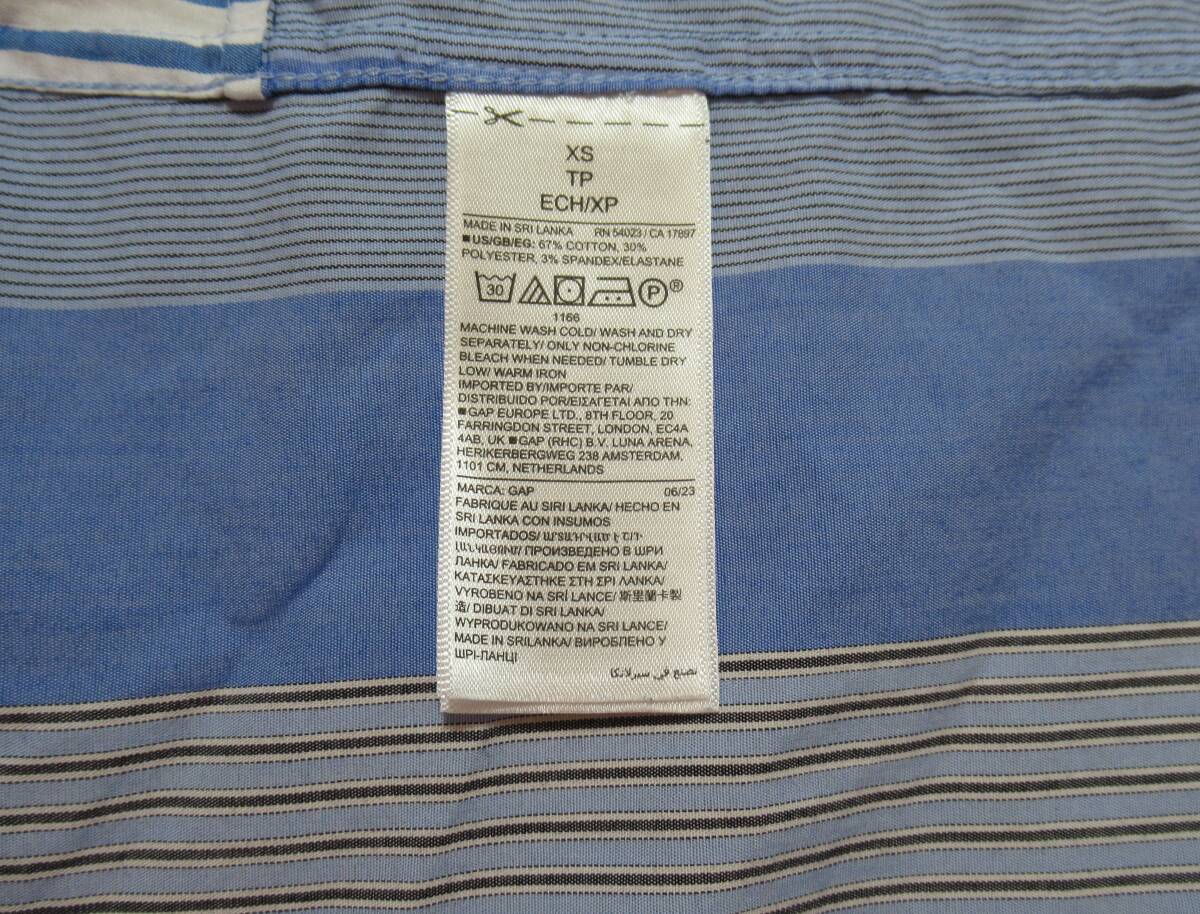 XS
TP
ECH/XP
MADE IN SRI LANKA RN 54023 / CA 17897
■ US/GB/EG: 67% COTTON, 30%
POLYESTER, 3% SPANDEX/ELASTANE
30 P®
1166
MACHINE WASH COLD/ WASH AND DRY
SEPARATELY/ ONLY NON-CHLORINE
BLEACH WHEN NEEDED/ TUMBLE DRY
LOW/ WARM IRON
IMPORTED BY/IMPORTE PAR/
DISTRIBUIDO POR/ΕΙΣΑΓΕΤΑΙ ΑΠΟ ΤΗΝ:
■GAP EUROPE LTD., 8TH FLOOR, 20
FARRINGDON STREET, LONDON, EC4A
4AB, UK ■GAP (RHC) B.V. LUNA ARENA,
HERIKERBERGWEG 238 AMSTERDAM,
1101 CM, NETHERLANDS
MARCA: GAP 06/23
FABRIQUE AU SIRI LANKA/ HECHO EN
SRI LANKA CON INSUMOS
IMPORTADOS/ ԱՐՏԱԴՐՎԱԾ Է ՇՐԻ
ԼԱՆԿԱՅՈՒՄ/ ПРОИЗВЕДЕНО В ШРИ
ЛАНКА/ FABRICADO EM SRI LANKA/
ΚΑΤΑΣΚΕΥΑΣΤΗΚΕ ΣΤΗ ΣΡΙ ΛΑΝΚΑ/
VYROBENO NA SRÍ LANCE/ 斯里蘭卡製
造/ DIBUAT DI SRI LANKA/
WYPRODUKOWANO NA SRI LANCE/
MADE IN SRILANKA/ ВИРОБЛЕНО У
ШРІ-ЛАНЦІ
تصنع في سيرلانكا